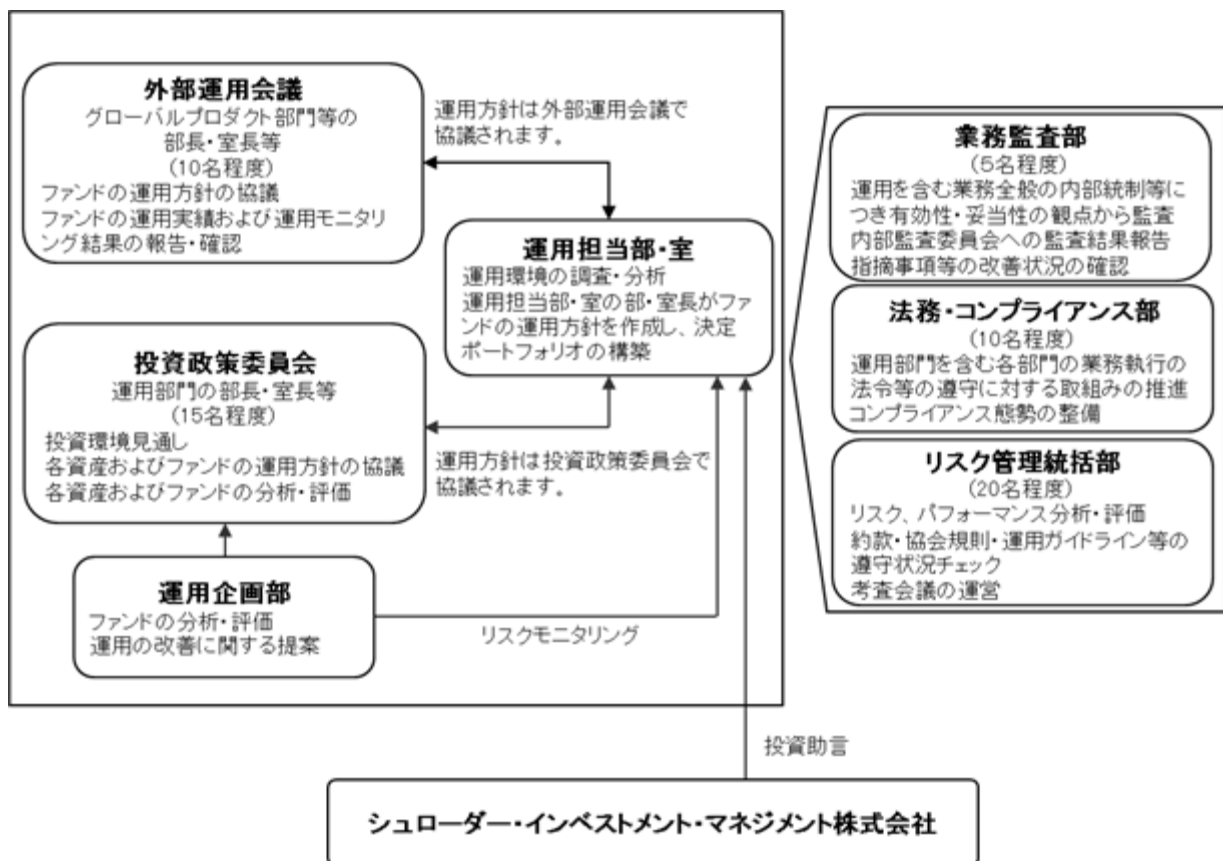 外部運用会議
グローバルプロダクト部門等の
部長・室長等
(10名程度)
ファンドの運用方針の協議
ファンドの運用実績および運用モニタリ
ング結果の報告・確認
運用方針は外部運用会議で
協議されます。
運用担当部・室
運用環境の調査・分析
運用担当部・室の部・室長がファ
ンドの運用方針を作成し、決定
ポートフォリオの構築
投資政策委員会
運用部門の部長・室長等
(15名程度)
投資環境見通し
各資産およびファンドの運用方針の協議
各資産およびファンドの分析・評価
運用方針は投資政策委員会で
協議されます。
運用企画部
ファンドの分析・評価
運用の改善に関する提案
リスクモニタリング
業務監査部
(5名程度)
運用を含む業務全般の内部統制等に
つき有効性・妥当性の観点から監査
内部監査委員会への監査結果報告
指摘事項等の改善状況の確認
法務・コンプライアンス部
(10名程度)
運用部門を含む各部門の業務執行の
法令等の遵守に対する取組みの推進
コンプライアンス態勢の整備
リスク管理統括部
(20名程度)
リスク、パフォーマンス分析・評価
約款・協会規則・運用ガイドライン等の
遵守状況チェック
考査会議の運営
投資助言
シュローダー・インベストメント・マネジメント株式会社